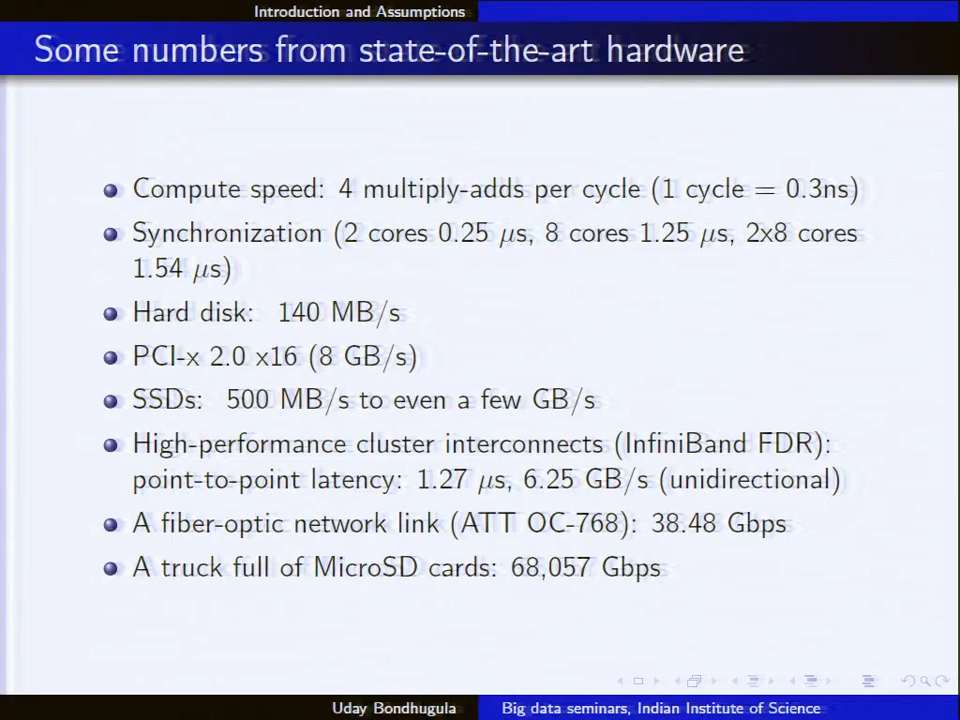 Introduction and Assumptions
Some numbers from state-of-the-art hardware
Compute speed: 4 multiply-adds per cycle (1 cycle = 0.3ns)
Synchronization (2 cores 0.25 μs, 8 cores 1.25 μs, 2x8 cores
1.54 μs)
Hard disk: 140 MB/s
PCI-x 2.0 x16 (8 GB/s)
SSDs: 500 MB/s to even a few GB/s
High-performance cluster interconnects (InfiniBand FDR):
point-to-point latency: 1.27 μs, 6.25 GB/s (unidirectional)
A fiber-optic network link (ATT OC-768): 38.48 Gbps
A truck full of MicroSD cards: 68,057 Gbps
Uday Bondhugula
Big data seminars, Indian Institute of Science